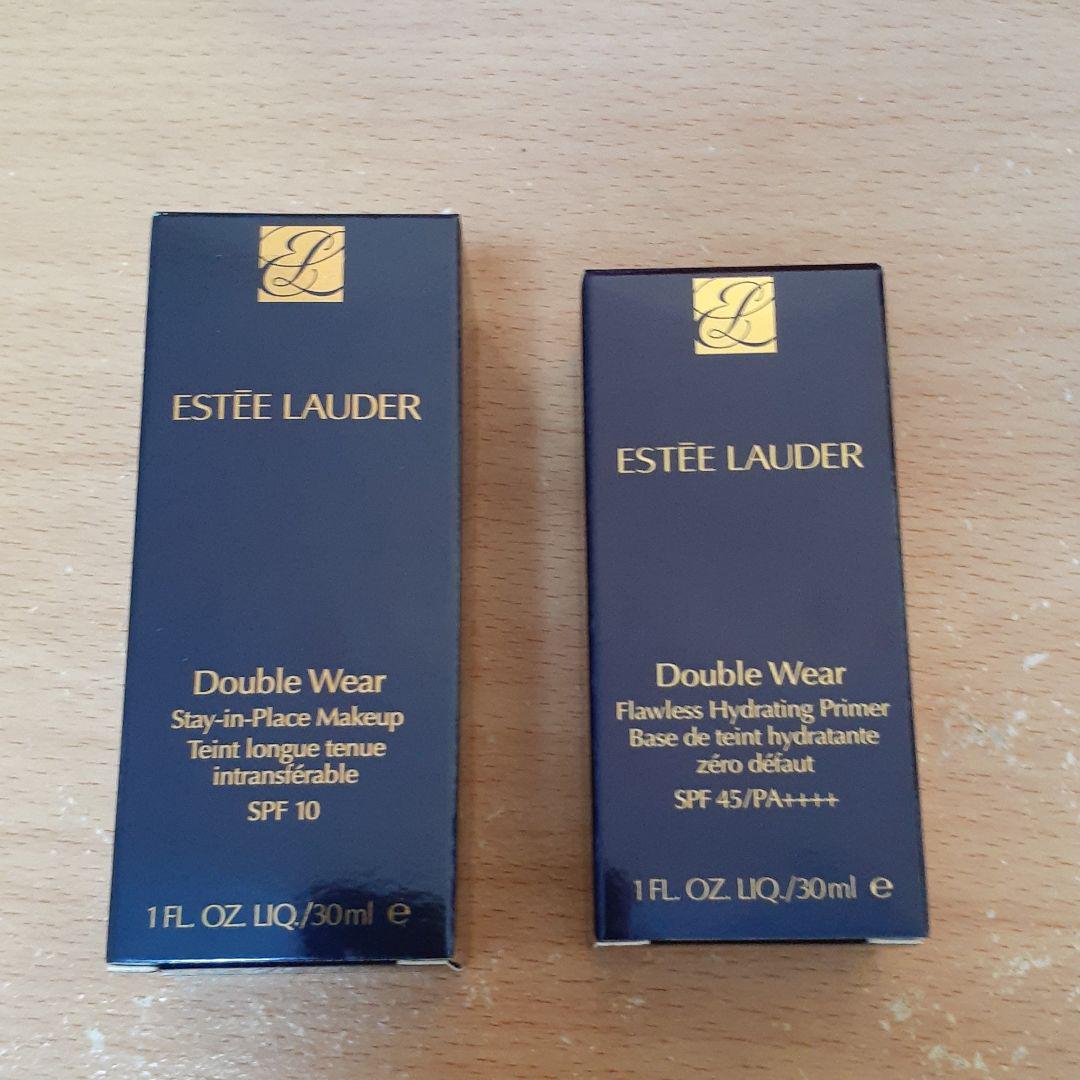 EL
ESTĒE LAUDER
Double Wear
Stay-in-Place Makeup
Teint longue tenue
intransférable
SPF 10
1 FL. OZ. LIQ./30ml e
EL
ESTĒE LAUDER
Double Wear
Flawless Hydrating Primer
Base de teint hydratante
zéro défaut
SPF 45/PA++++
1 FL. OZ. LIQ./30ml e